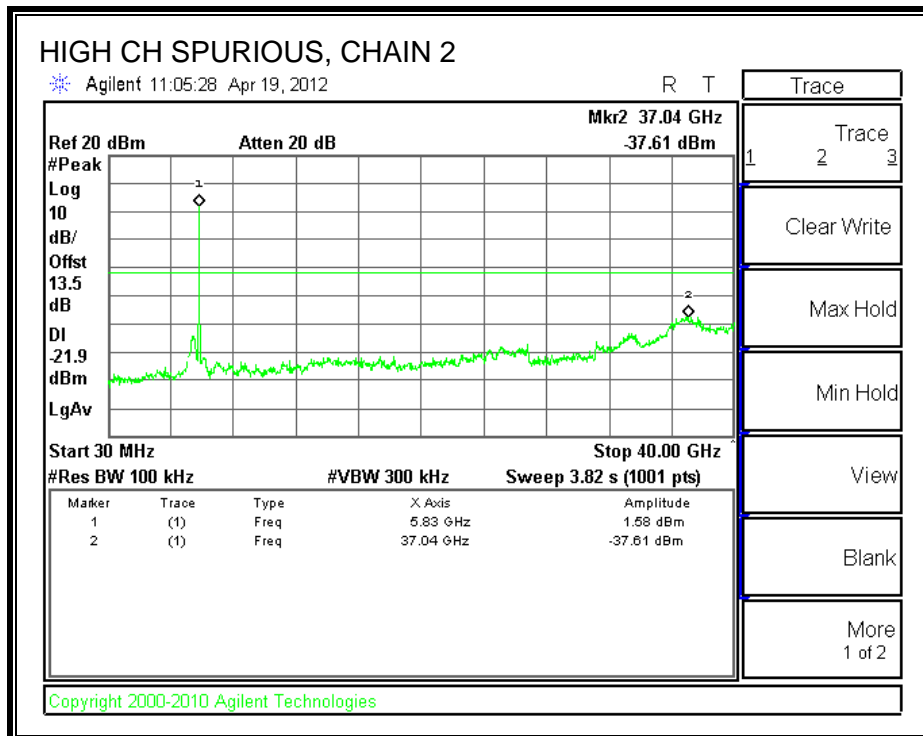 HIGH CH SPURIOUS, CHAIN 2
Agilent 11:05:28 Apr 19, 2012 R T
Mkr2 37.04 GHz
Ref 20 dBm Atten 20 dB -37.61 dBm
#Peak
Log
10
dB/
Offst
13.5
dB
DI
-21.9
dBm
LgAv
1
2
Start 30 MHz Stop 40.00 GHz
#Res BW 100 kHz #VBW 300 kHz Sweep 3.82 s (1001 pts)
Marker Trace Type X Axis Amplitude
1 (1) Freq 5.83 GHz 1.58 dBm
2 (1) Freq 37.04 GHz -37.61 dBm
Trace
Trace
1 2 3
Clear Write
Max Hold
Min Hold
View
Blank
More
1 of 2
Copyright 2000-2010 Agilent Technologies